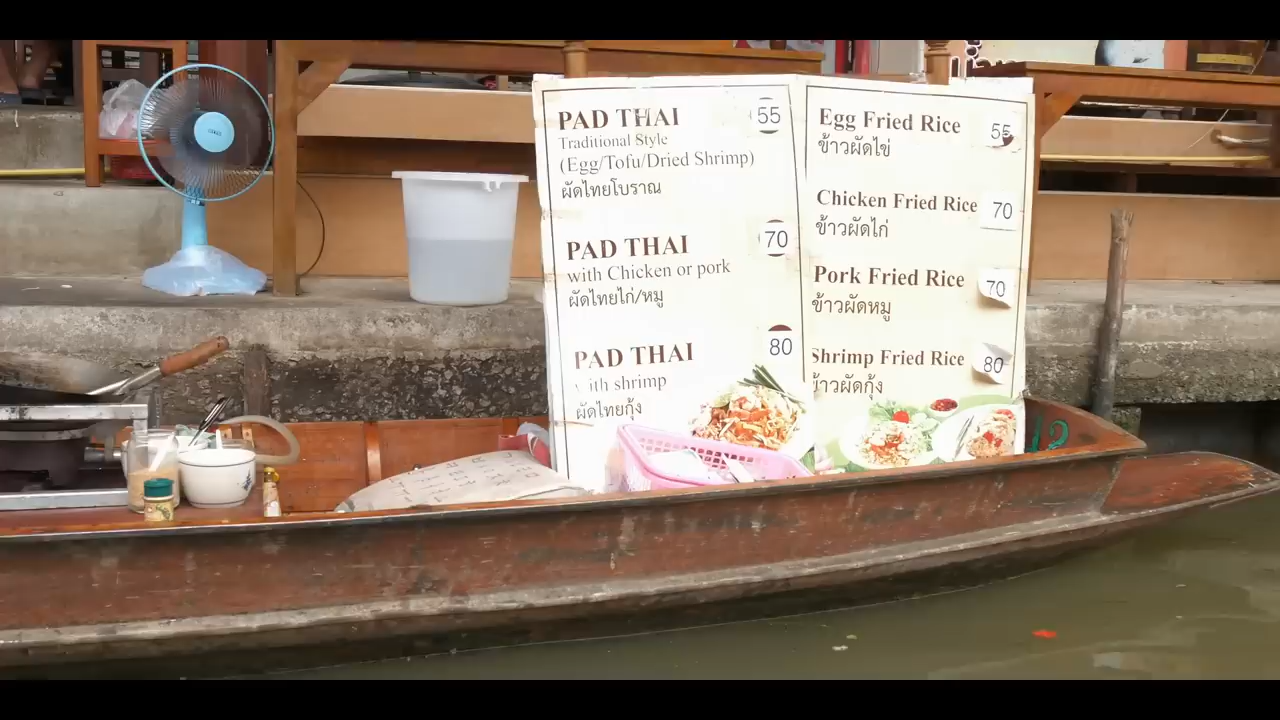 PAD THAI 55
Traditional Style
(Egg/Tofu/Dried Shrimp)
ผัดไทยโบราณ
PAD THAI 70
with Chicken or pork
ผัดไทยไก่/หมู
PAD THAI 80
with shrimp
ผัดไทยกุ้ง
Egg Fried Rice 55
ข้าวผัดไข่
Chicken Fried Rice 70
ข้าวผัดไก่
Pork Fried Rice 70
ข้าวผัดหมู
Shrimp Fried Rice 80
ข้าวผัดกุ้ง